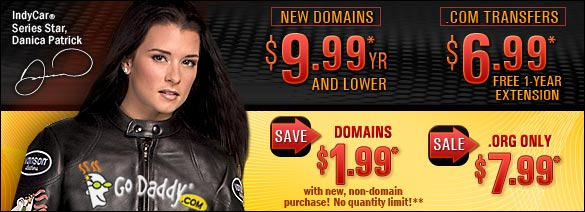 IndyCar®
Series Star,
Danica Patrick
NEW DOMAINS
$9.99*YR
AND LOWER
.COM TRANSFERS
$6.99*
FREE 1-YEAR
EXTENSION
SAVE
DOMAINS
$1.99*
with new, non-domain
purchase! No quantity limit!**
SALE
.ORG ONLY
$7.99*
Go Daddy
.COM